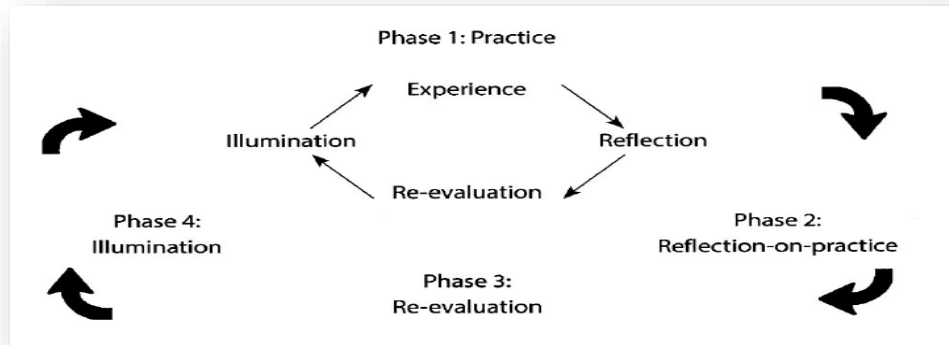 Phase 1: Practice
Experience
Illumination
Reflection
Re-evaluation
Phase 4:
Illumination
Phase 2:
Reflection-on-practice
Phase 3:
Re-evaluation